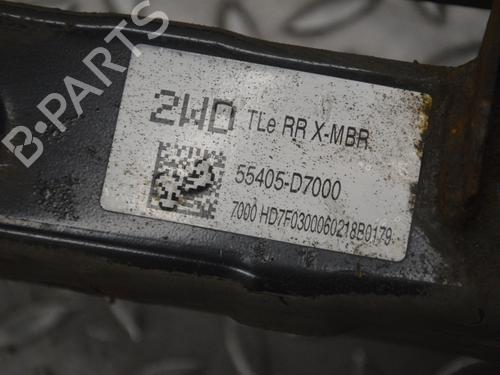 B-PARTS
2WD TLe RR X-MBR
55405-D7000
7000 HD7F0300060218B0179